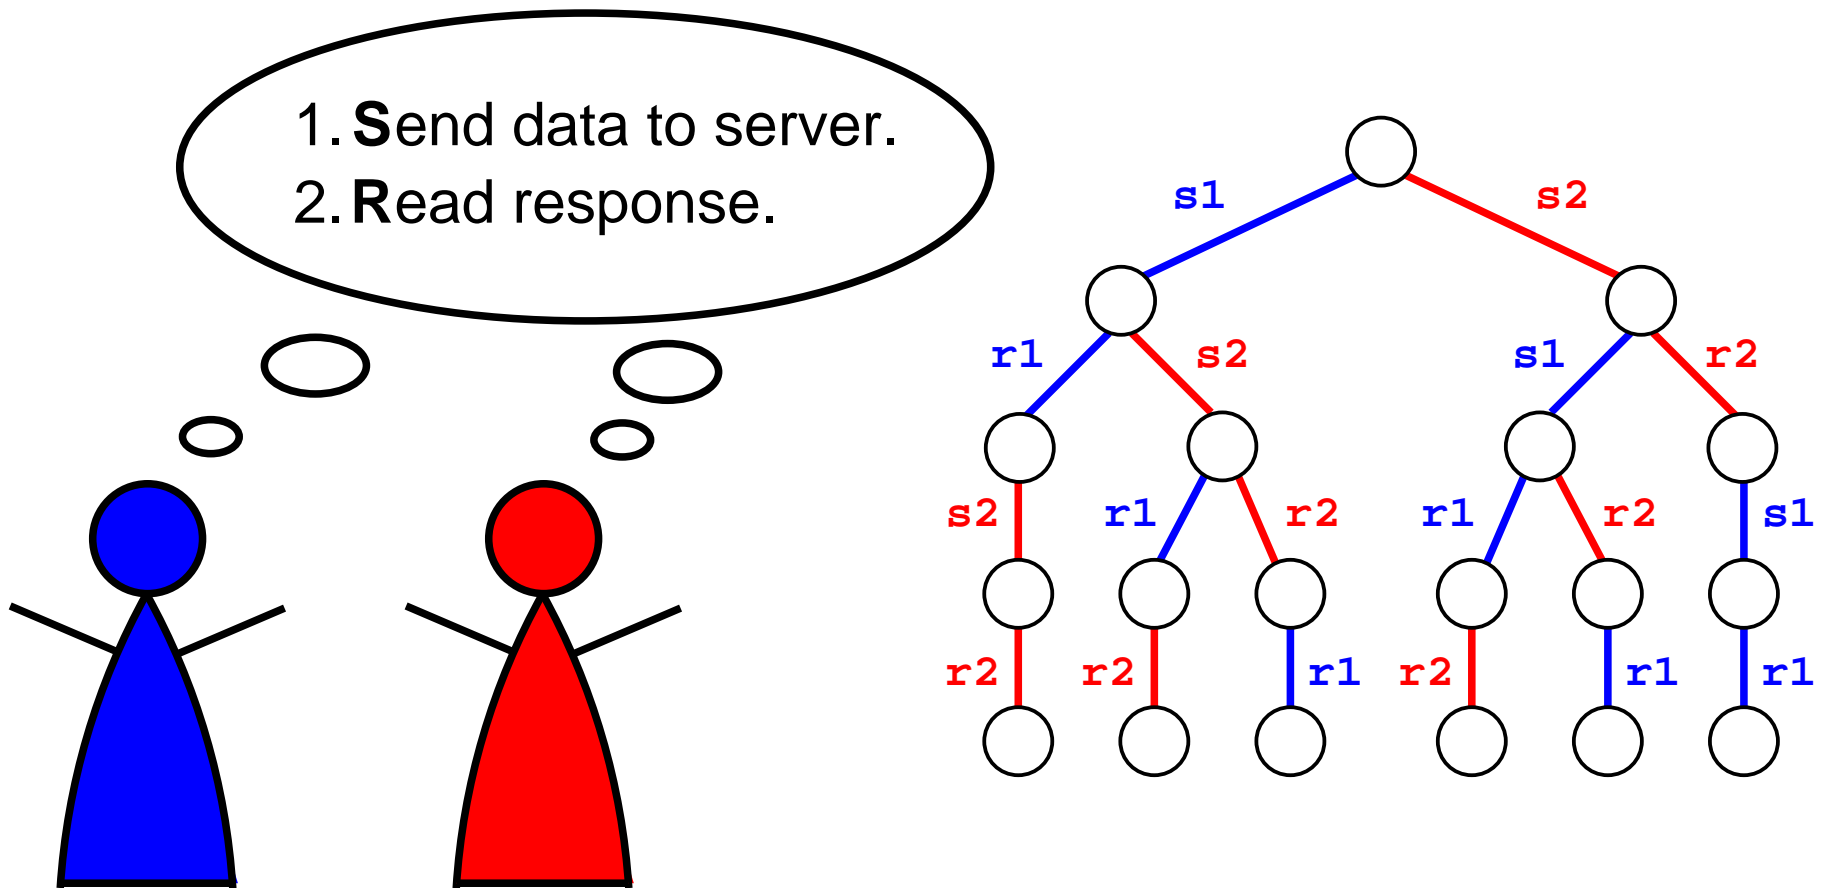 1. Send data to server.
2. Read response.
s1 s2
r1 s2 s1 r2
s2 r1 r2 r1 r2 s1
r2 r2 r1 r2 r1 r1